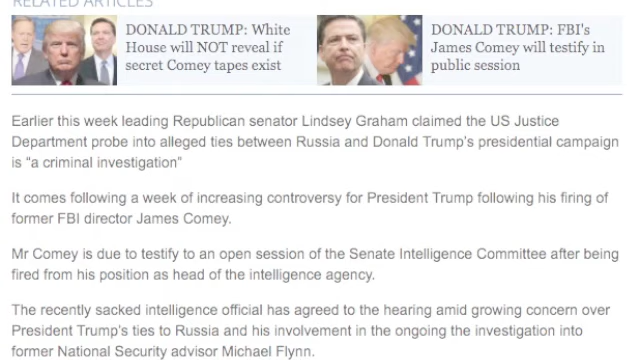 RELATED ARTICLES
DONALD TRUMP: White
House will NOT reveal if
secret Comey tapes exist
DONALD TRUMP: FBI's
James Comey will testify in
public session
Earlier this week leading Republican senator Lindsey Graham claimed the US Justice
Department probe into alleged ties between Russia and Donald Trump's presidential campaign
is “a criminal investigation”
It comes following a week of increasing controversy for President Trump following his firing of
former FBI director James Comey.
Mr Comey is due to testify to an open session of the Senate Intelligence Committee after being
fired from his position as head of the intelligence agency.
The recently sacked intelligence official has agreed to the hearing amid growing concern over
President Trump's ties to Russia and his involvement in the ongoing the investigation into
former National Security advisor Michael Flynn.